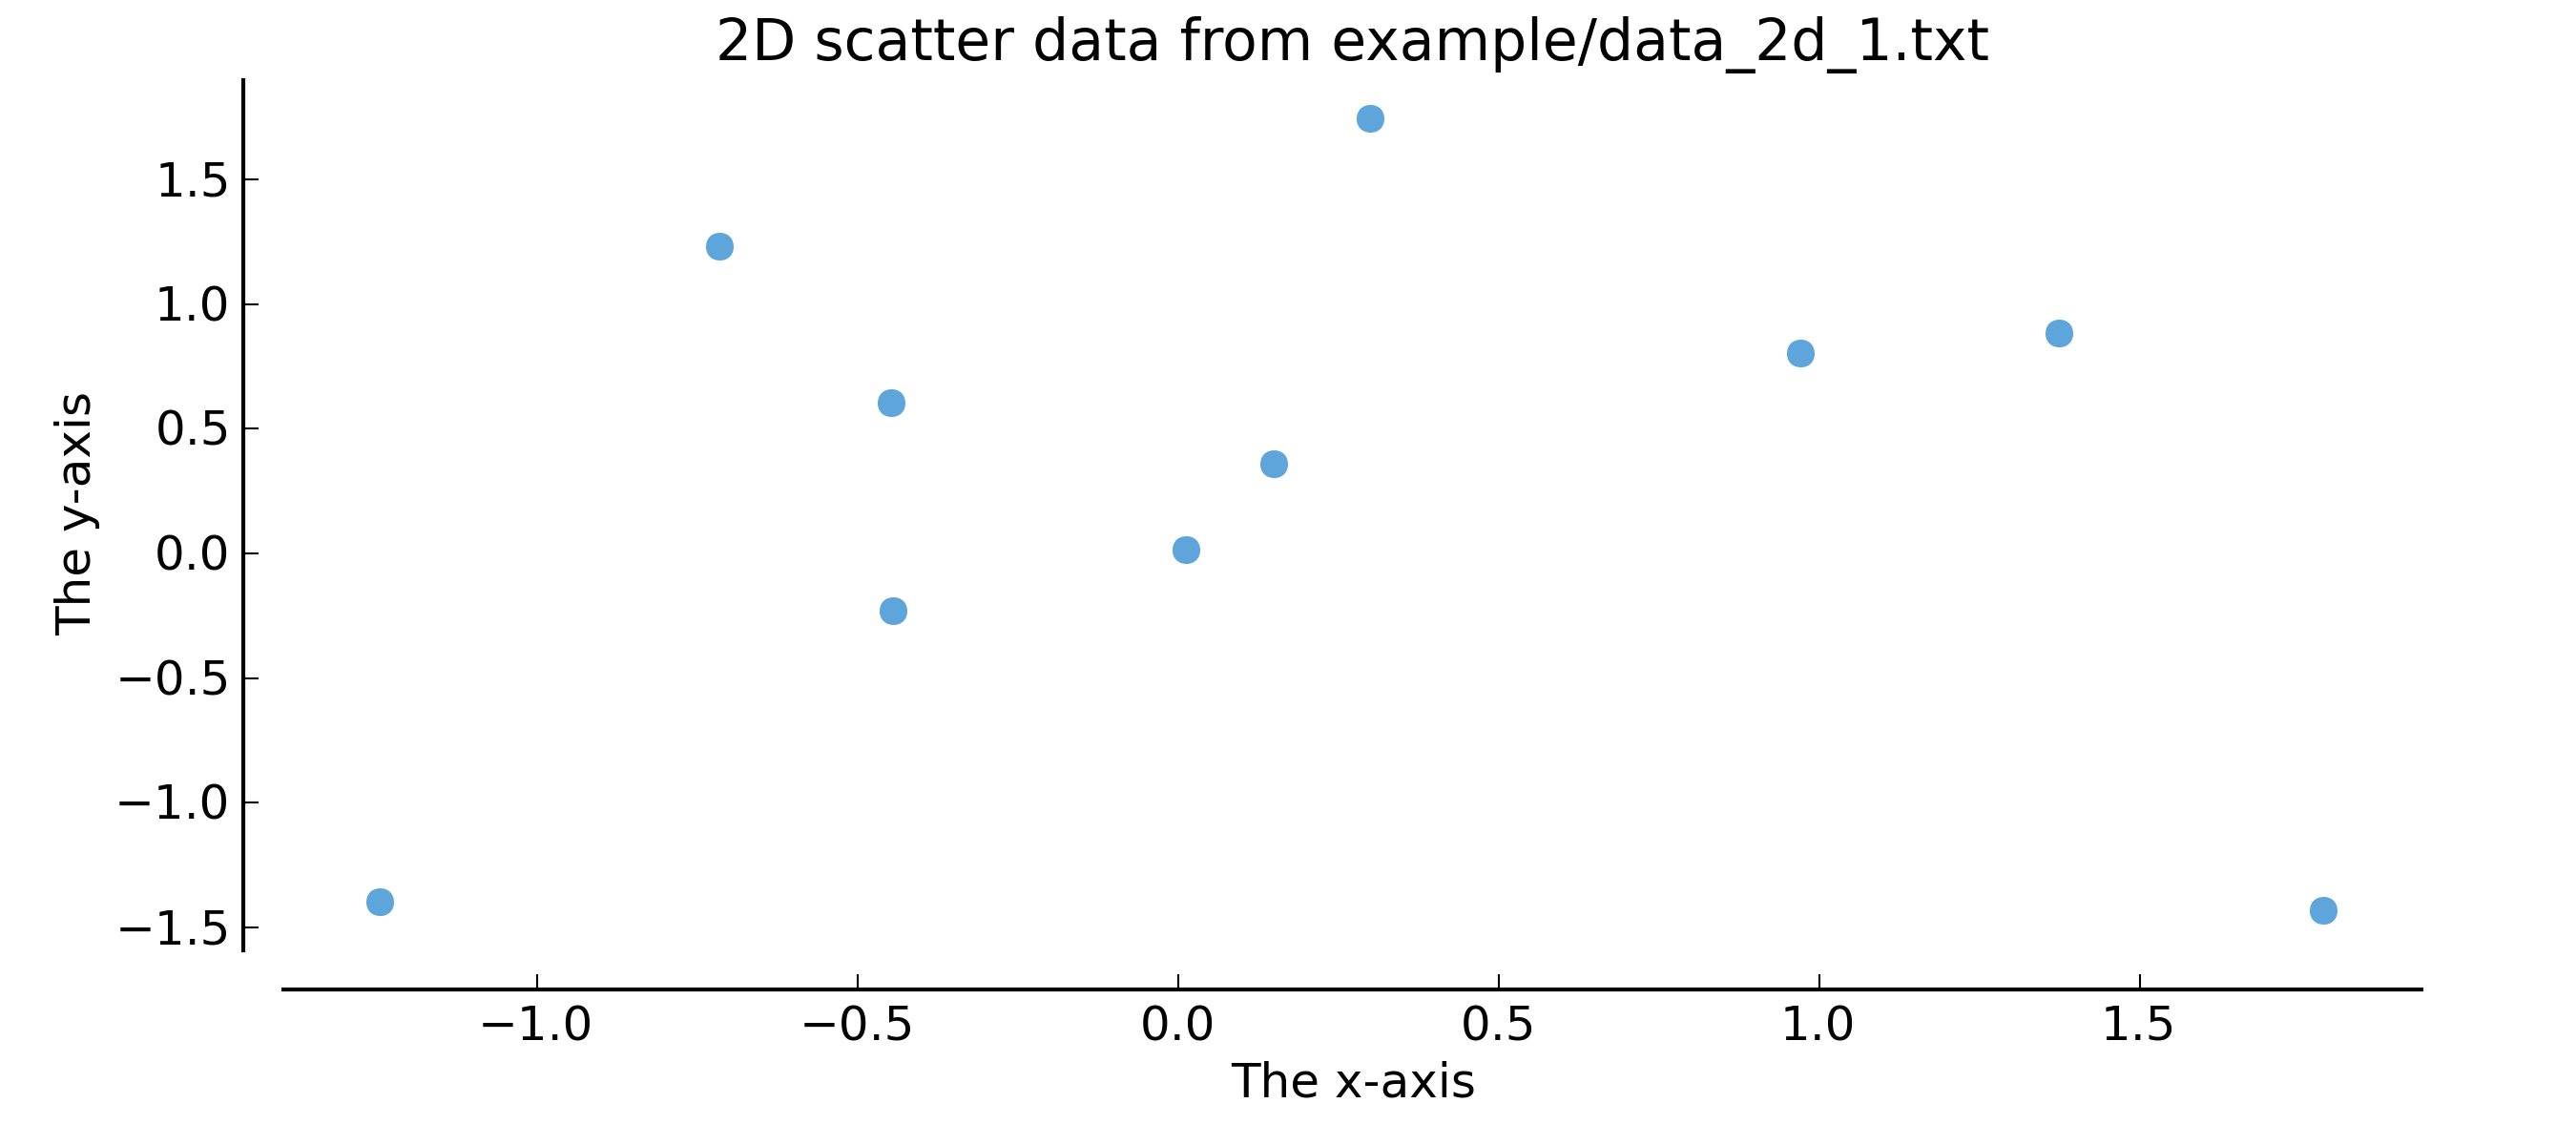 2D scatter data from example/data_2d_1.txt
The y-axis
1.5
1.0
0.5
0.0
−0.5
−1.0
−1.5
−1.0 −0.5 0.0 0.5 1.0 1.5
The x-axis